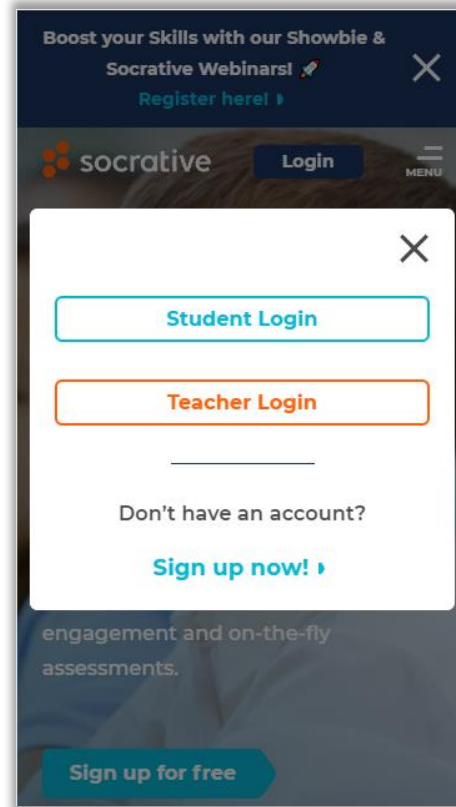 Boost your Skills with our Showbie &
Socrative Webinars! 🚀
Register here!
socrative
Login
MENU
Student Login
Teacher Login
Don't have an account?
Sign up now!
engagement and on-the-fly
assessments.
Sign up for free